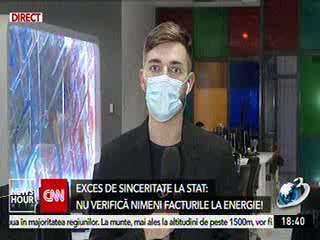 DIRECT
NEWS
HOUR
CNN
EXCES DE SINCERITATE LA STAT:
NU VERIFICĂ NIMENI FACTURILE LA ENERGIE!
ua în majoritatea regiunilor. La munte, mai ales la altitudini de peste 1500m, vor fi
18:40